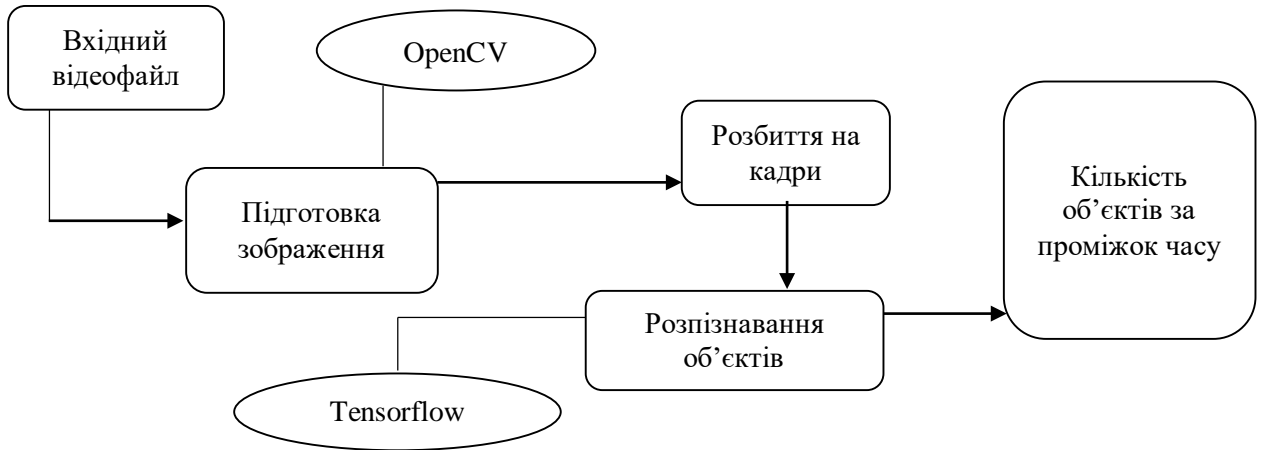 Вхідний
відеофайл
OpenCV
Підготовка
зображення
Розбиття на
кадри
Розпізнавання
об’єктів
Tensorflow
Кількість
об’єктів за
проміжок часу